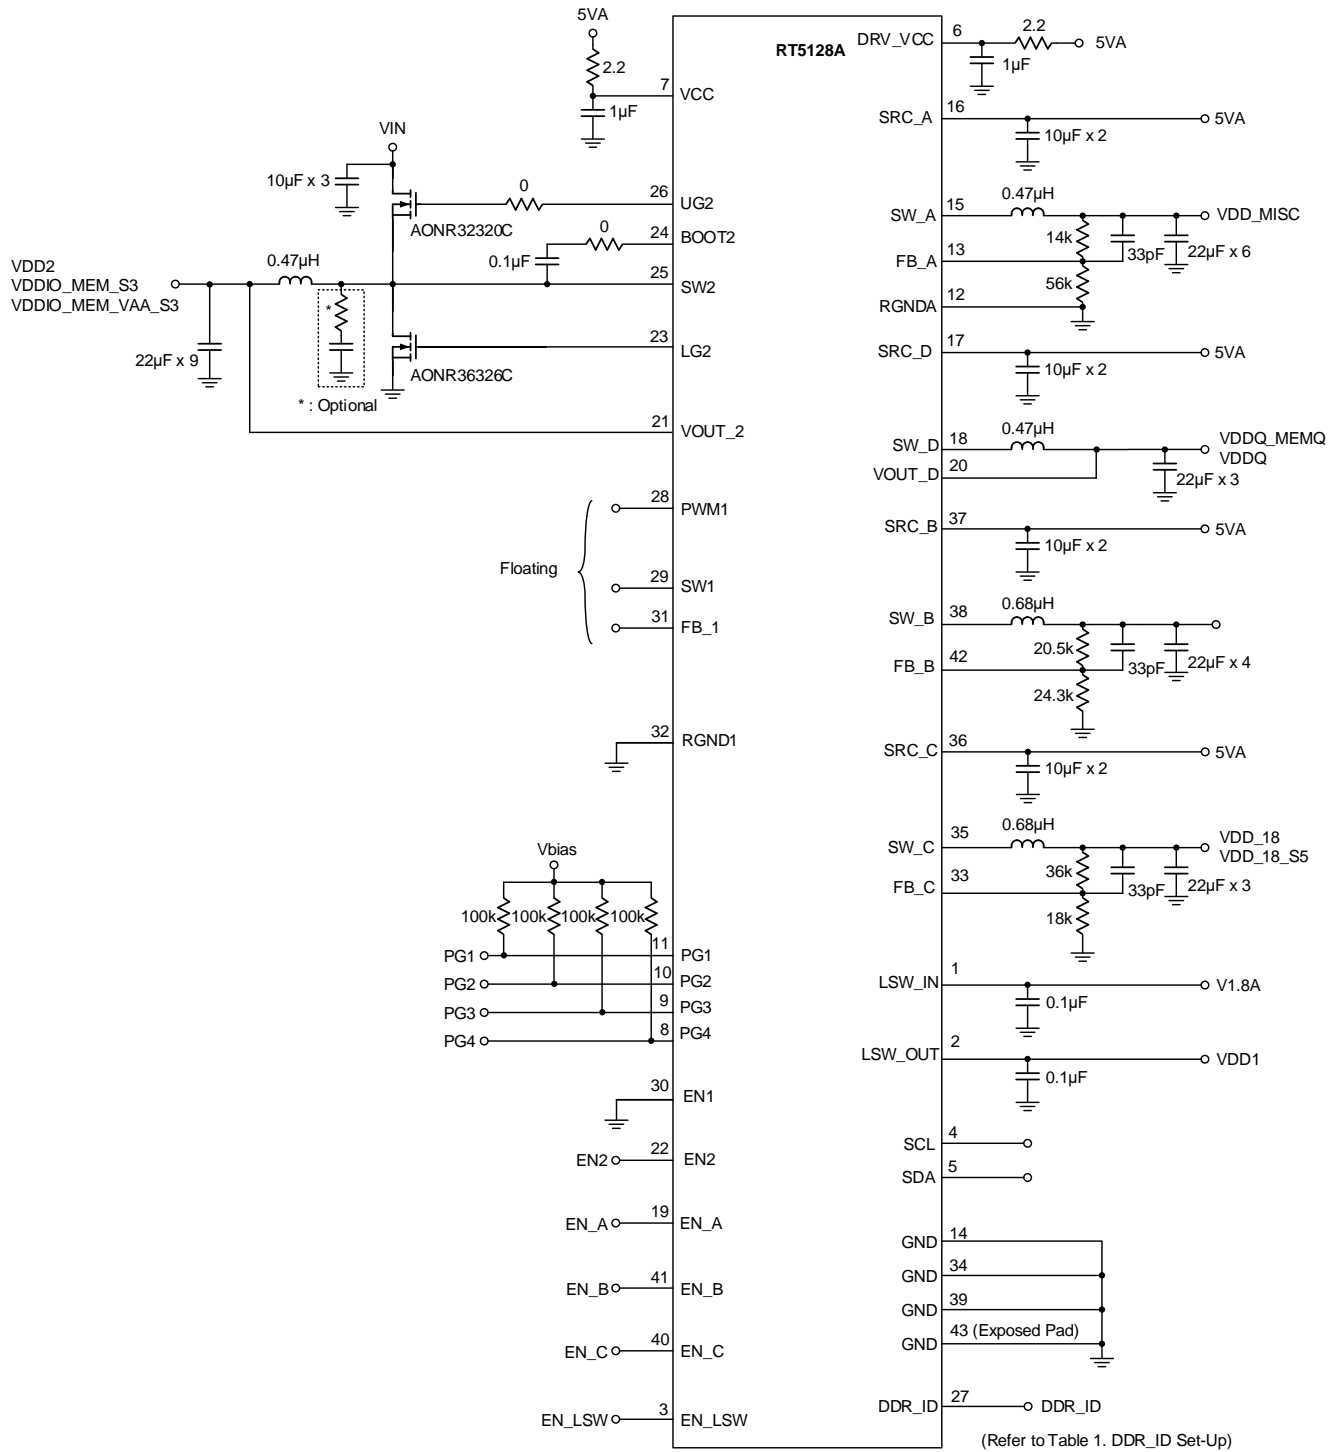 5VA
2.2
7
VCC
1µF
RT5128A
DRV_VCC
6
2.2
5VA
1µF
SRC_A
16
5VA
10µF x 2
VIN
10µF x 3
0
26
UG2
AONR32320C
0
24
BOOT2
0.1µF
25
SW2
VDD2
VDDIO_MEM_S3
VDDIO_MEM_VAA_S3
0.47µH
*
22µF x 9
23
LG2
AONR36326C
* : Optional
21
VOUT_2
SW_A
15
0.47µH
VDD_MISC
14k
33pF
22µF x 6
FB_A
13
56k
RGNDA
12
SRC_D
17
5VA
10µF x 2
SW_D
18
0.47µH
VDDQ_MEMQ
VDDQ
VOUT_D
20
22µF x 3
28
PWM1
Floating
29
SW1
31
FB_1
SRC_B
37
5VA
10µF x 2
SW_B
38
0.68µH
20.5k
33pF
22µF x 4
FB_B
42
24.3k
32
RGND1
SRC_C
36
5VA
10µF x 2
SW_C
35
0.68µH
VDD_18
VDD_18_S5
36k
33pF
22µF x 3
FB_C
33
18k
Vbias
100k
100k
100k
100k
PG1
11
PG1
PG2
10
PG2
PG3
9
PG3
PG4
8
PG4
LSW_IN
1
V1.8A
0.1µF
LSW_OUT
2
VDD1
0.1µF
30
EN1
EN2
22
EN2
EN_A
19
EN_A
EN_B
41
EN_B
EN_C
40
EN_C
EN_LSW
3
EN_LSW
SCL
4
SDA
5
GND
14
GND
34
GND
39
GND
43 (Exposed Pad)
DDR_ID
27
DDR_ID
(Refer to Table 1. DDR_ID Set-Up)